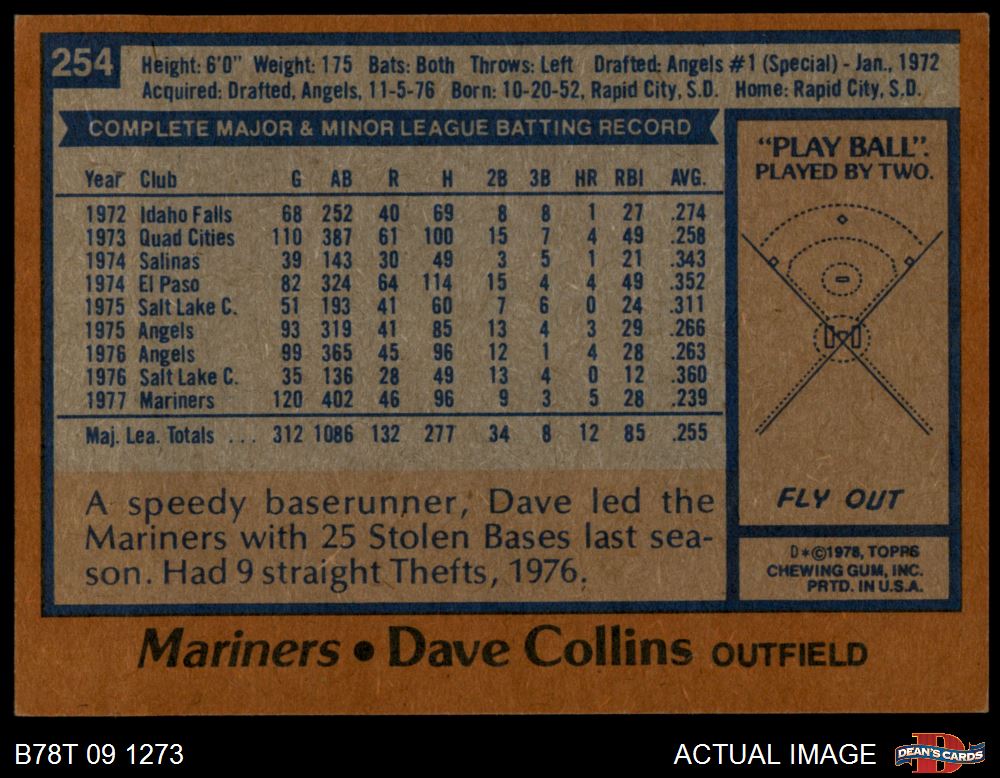 254
Height: 6'0" Weight: 175 Bats: Both Throws: Left Drafted: Angels #1 (Special) - Jan., 1972
Acquired: Drafted, Angels, 11-5-76 Born: 10-20-52, Rapid City, S.D. Home: Rapid City, S.D.
COMPLETE MAJOR & MINOR LEAGUE BATTING RECORD
Year Club G AB R H 2B 3B HR RBI AVG.
1972 Idaho Falls 68 252 40 69 8 8 1 27 .274
1973 Quad Cities 110 387 61 100 15 7 4 49 .258
1974 Salinas 39 143 30 49 3 5 1 21 .343
1974 El Paso 82 324 64 114 15 4 4 49 .352
1975 Salt Lake C. 51 193 41 60 7 6 0 24 .311
1975 Angels 93 319 41 85 13 4 3 29 .266
1976 Angels 99 365 45 96 12 1 4 28 .263
1976 Salt Lake C. 35 136 28 49 13 4 0 12 .360
1977 Mariners 120 402 46 96 9 3 5 28 .239
Maj. Lea. Totals ... 312 1086 132 277 34 8 12 85 .255
A speedy baserunner, Dave led the
Mariners with 25 Stolen Bases last sea-
son. Had 9 straight Thefts, 1976.
"PLAY BALL".
PLAYED BY TWO.
FLY OUT
D*©1978, TOPPS
CHEWING GUM, INC.
PRTD. IN U.S.A.
Mariners • Dave Collins OUTFIELD
B78T 09 1273
ACTUAL IMAGE
DEAN'S CARDS